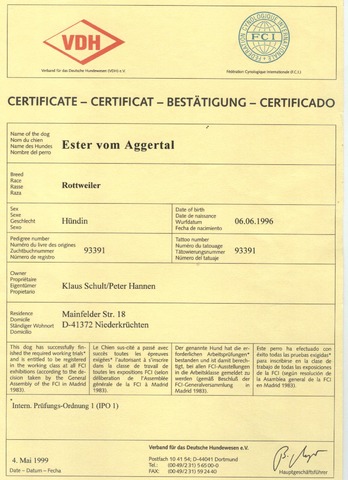 VDH
FEDERATION CYNOLOGIQUE INTERNATIONALE
FCI
Verband für das Deutsche Hundewesen (VDH) e.V.
Fédération Cynologique Internationale (F.C.I.)
CERTIFICATE – CERTIFICAT – BESTÄTIGUNG – CERTIFICADO
Name of the dog
Nom du chien
Name des Hundes
Nombre del perro
Ester vom Aggertal
Breed
Race
Rasse
Raza
Rottweiler
Sex
Sexe
Geschlecht
Sexo
Hündin
Date of birth
Date de naissance
Wurfdatum
Fecha de nacimiento
06.06.1996
Pedigree number
Numéro du livre des origines
Zuchtbuchnummer
Número de registro
93391
Tattoo number
Numéro du tatouage
Tätowierungsnummer
Número del tatuaje
93391
Owner
Propriétaire
Eigentümer
Propietario
Klaus Schult/Peter Hannen
Residence
Domicile
Ständiger Wohnort
Domicilio
Mainfelder Str. 18
D-41372 Niederkrüchten
This dog has successfully fin-
ished the required working trials*
and is entitled to be registered
in the working class at all FCI
exhibitions (according to the de-
cision taken by the General
Assembly of the FCI in Madrid
1983).
Le Chien sus-cité a passé avec
succès toutes les épreuves
exigées* l'autorisant à s'inscrire
dans la classe de travail de
toutes les expositions FCI (selon
délibération de l'Assemblée
générale de la FCI à Madrid
1983).
Der genannte Hund hat die er-
forderlichen Arbeitsprüfungen*
bestanden und ist damit berech-
tigt, bei allen FCI-Ausstellungen
in der Arbeitsklasse gemeldet zu
werden (gemäß Beschluß der
FCI-Generalversammlung in
Madrid 1983).
El presente perro ha efectuado con
éxito todas las pruebas exigidas*
para inscribirse en la clase de
trabajo de todas las exposiciones
de la FCI (según resolución de
la Asamblea general de la FCI
en Madrid 1983).
*Intern. Prüfungs-Ordnung 1 (IPO 1)
4. Mai 1999
Date – Datum – Fecha
Verband für das Deutsche Hundewesen e. V.
Postfach 10 41 54; D-44041 Dortmund
Tel.: (00 49/2 31) 5 65 00-0
Fax: (00 49/2 31) 59 24 40
Hauptgeschäftsführer